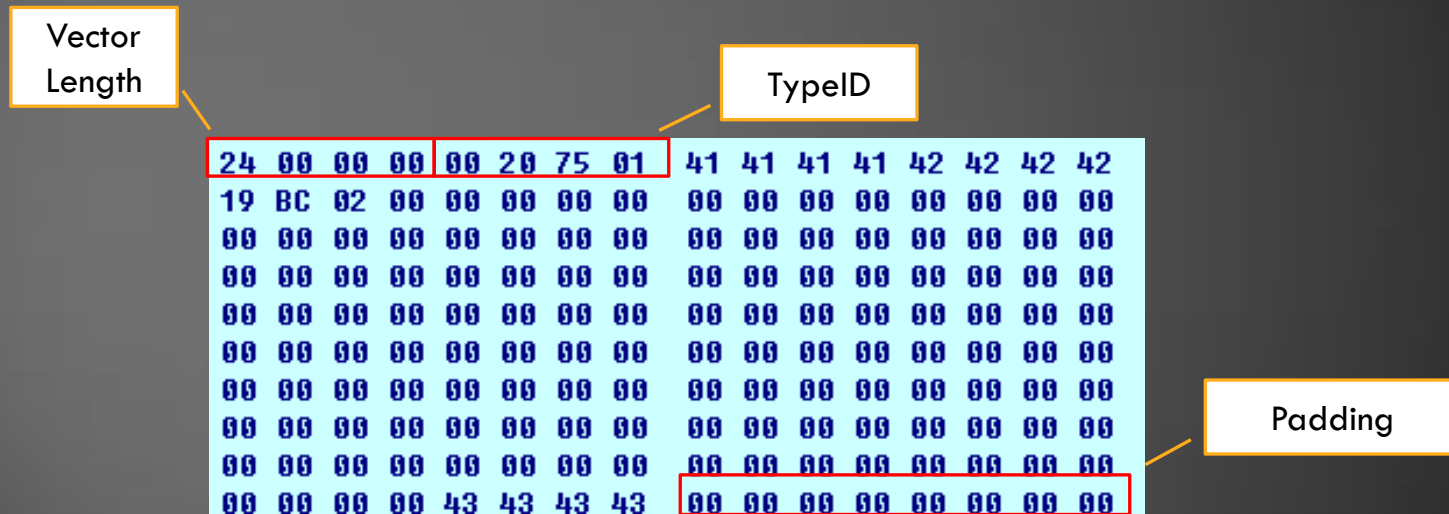 Vector
Length
TypeID
24 00 00 00 00 20 75 01 41 41 41 41 42 42 42 42
19 BC 02 00 00 00 00 00 00 00 00 00 00 00 00 00
00 00 00 00 00 00 00 00 00 00 00 00 00 00 00 00
00 00 00 00 00 00 00 00 00 00 00 00 00 00 00 00
00 00 00 00 00 00 00 00 00 00 00 00 00 00 00 00
00 00 00 00 00 00 00 00 00 00 00 00 00 00 00 00
00 00 00 00 00 00 00 00 00 00 00 00 00 00 00 00
00 00 00 00 00 00 00 00 00 00 00 00 00 00 00 00
Padding
00 00 00 00 00 00 00 00 00 00 00 00 00 00 00 00
00 00 00 00 43 43 43 43 00 00 00 00 00 00 00 00